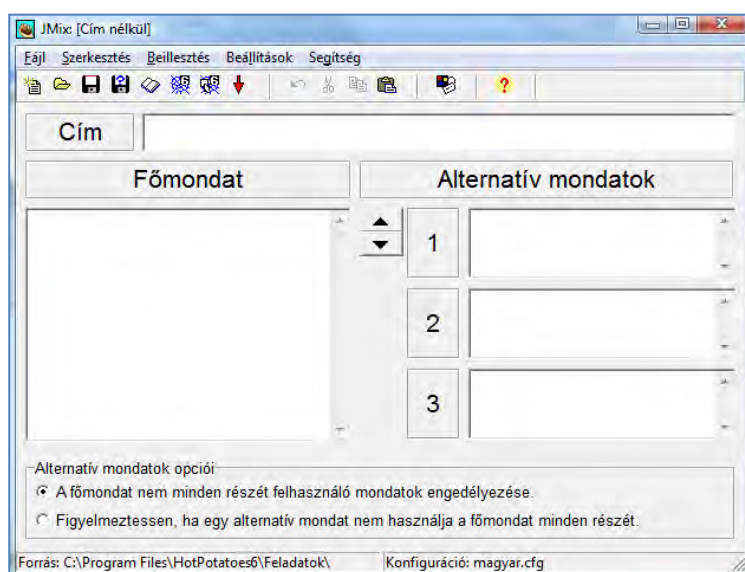 JMix: [Cím nélkül]
Fájl Szerkesztés Beillesztés Beállítások Segítség
Cím
Főmondat Alternatív mondatok
1
2
3
Alternatív mondatok opciói
A főmondat nem minden részét felhasználó mondatok engedélyezése.
Figyelmeztessen, ha egy alternatív mondat nem használja a főmondat minden részét.
Forrás: C:\Program Files\HotPotatoes6\Feladatok\ Konfiguráció: magyar.cfg